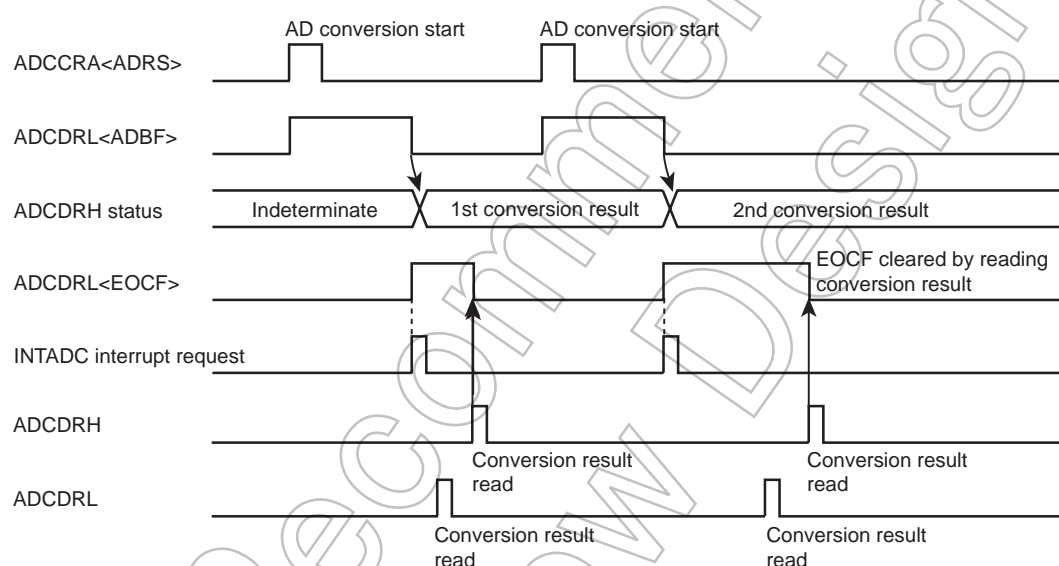 AD conversion start
AD conversion start
ADCCRA<ADRS>
ADCDRL<ADBF>
ADCDRH status
Indeterminate
1st conversion result
2nd conversion result
ADCDRL<EOCF>
EOCF cleared by reading
conversion result
INTADC interrupt request
ADCDRH
Conversion result
read
Conversion result
read
ADCDRL
Conversion result
read
Conversion result
read